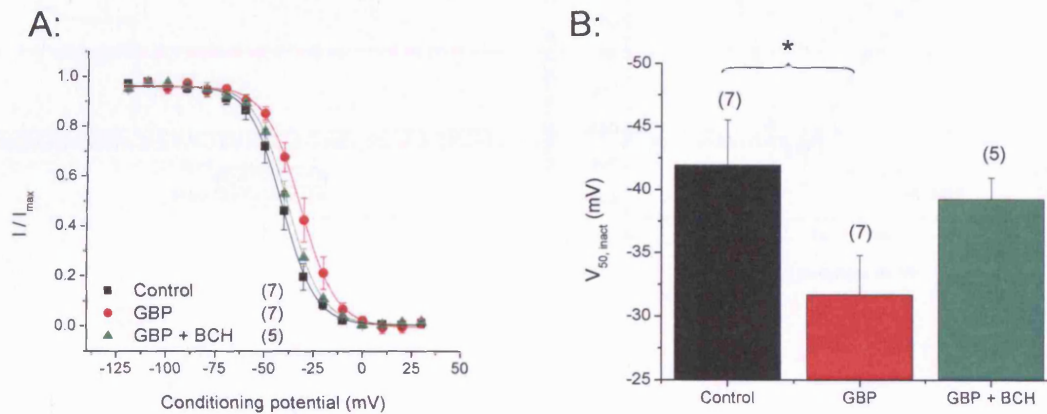 A:
1.0
0.8
0.6
0.4
0.2
0.0
I / Imax
Control (7)
GBP (7)
GBP + BCH (5)
-125 -100 -75 -50 -25 0 25 50
Conditioning potential (mV)
B:
*
-50
-45
-40
-35
-30
-25
V50, inact (mV)
(7)
(7)
(5)
Control GBP GBP + BCH